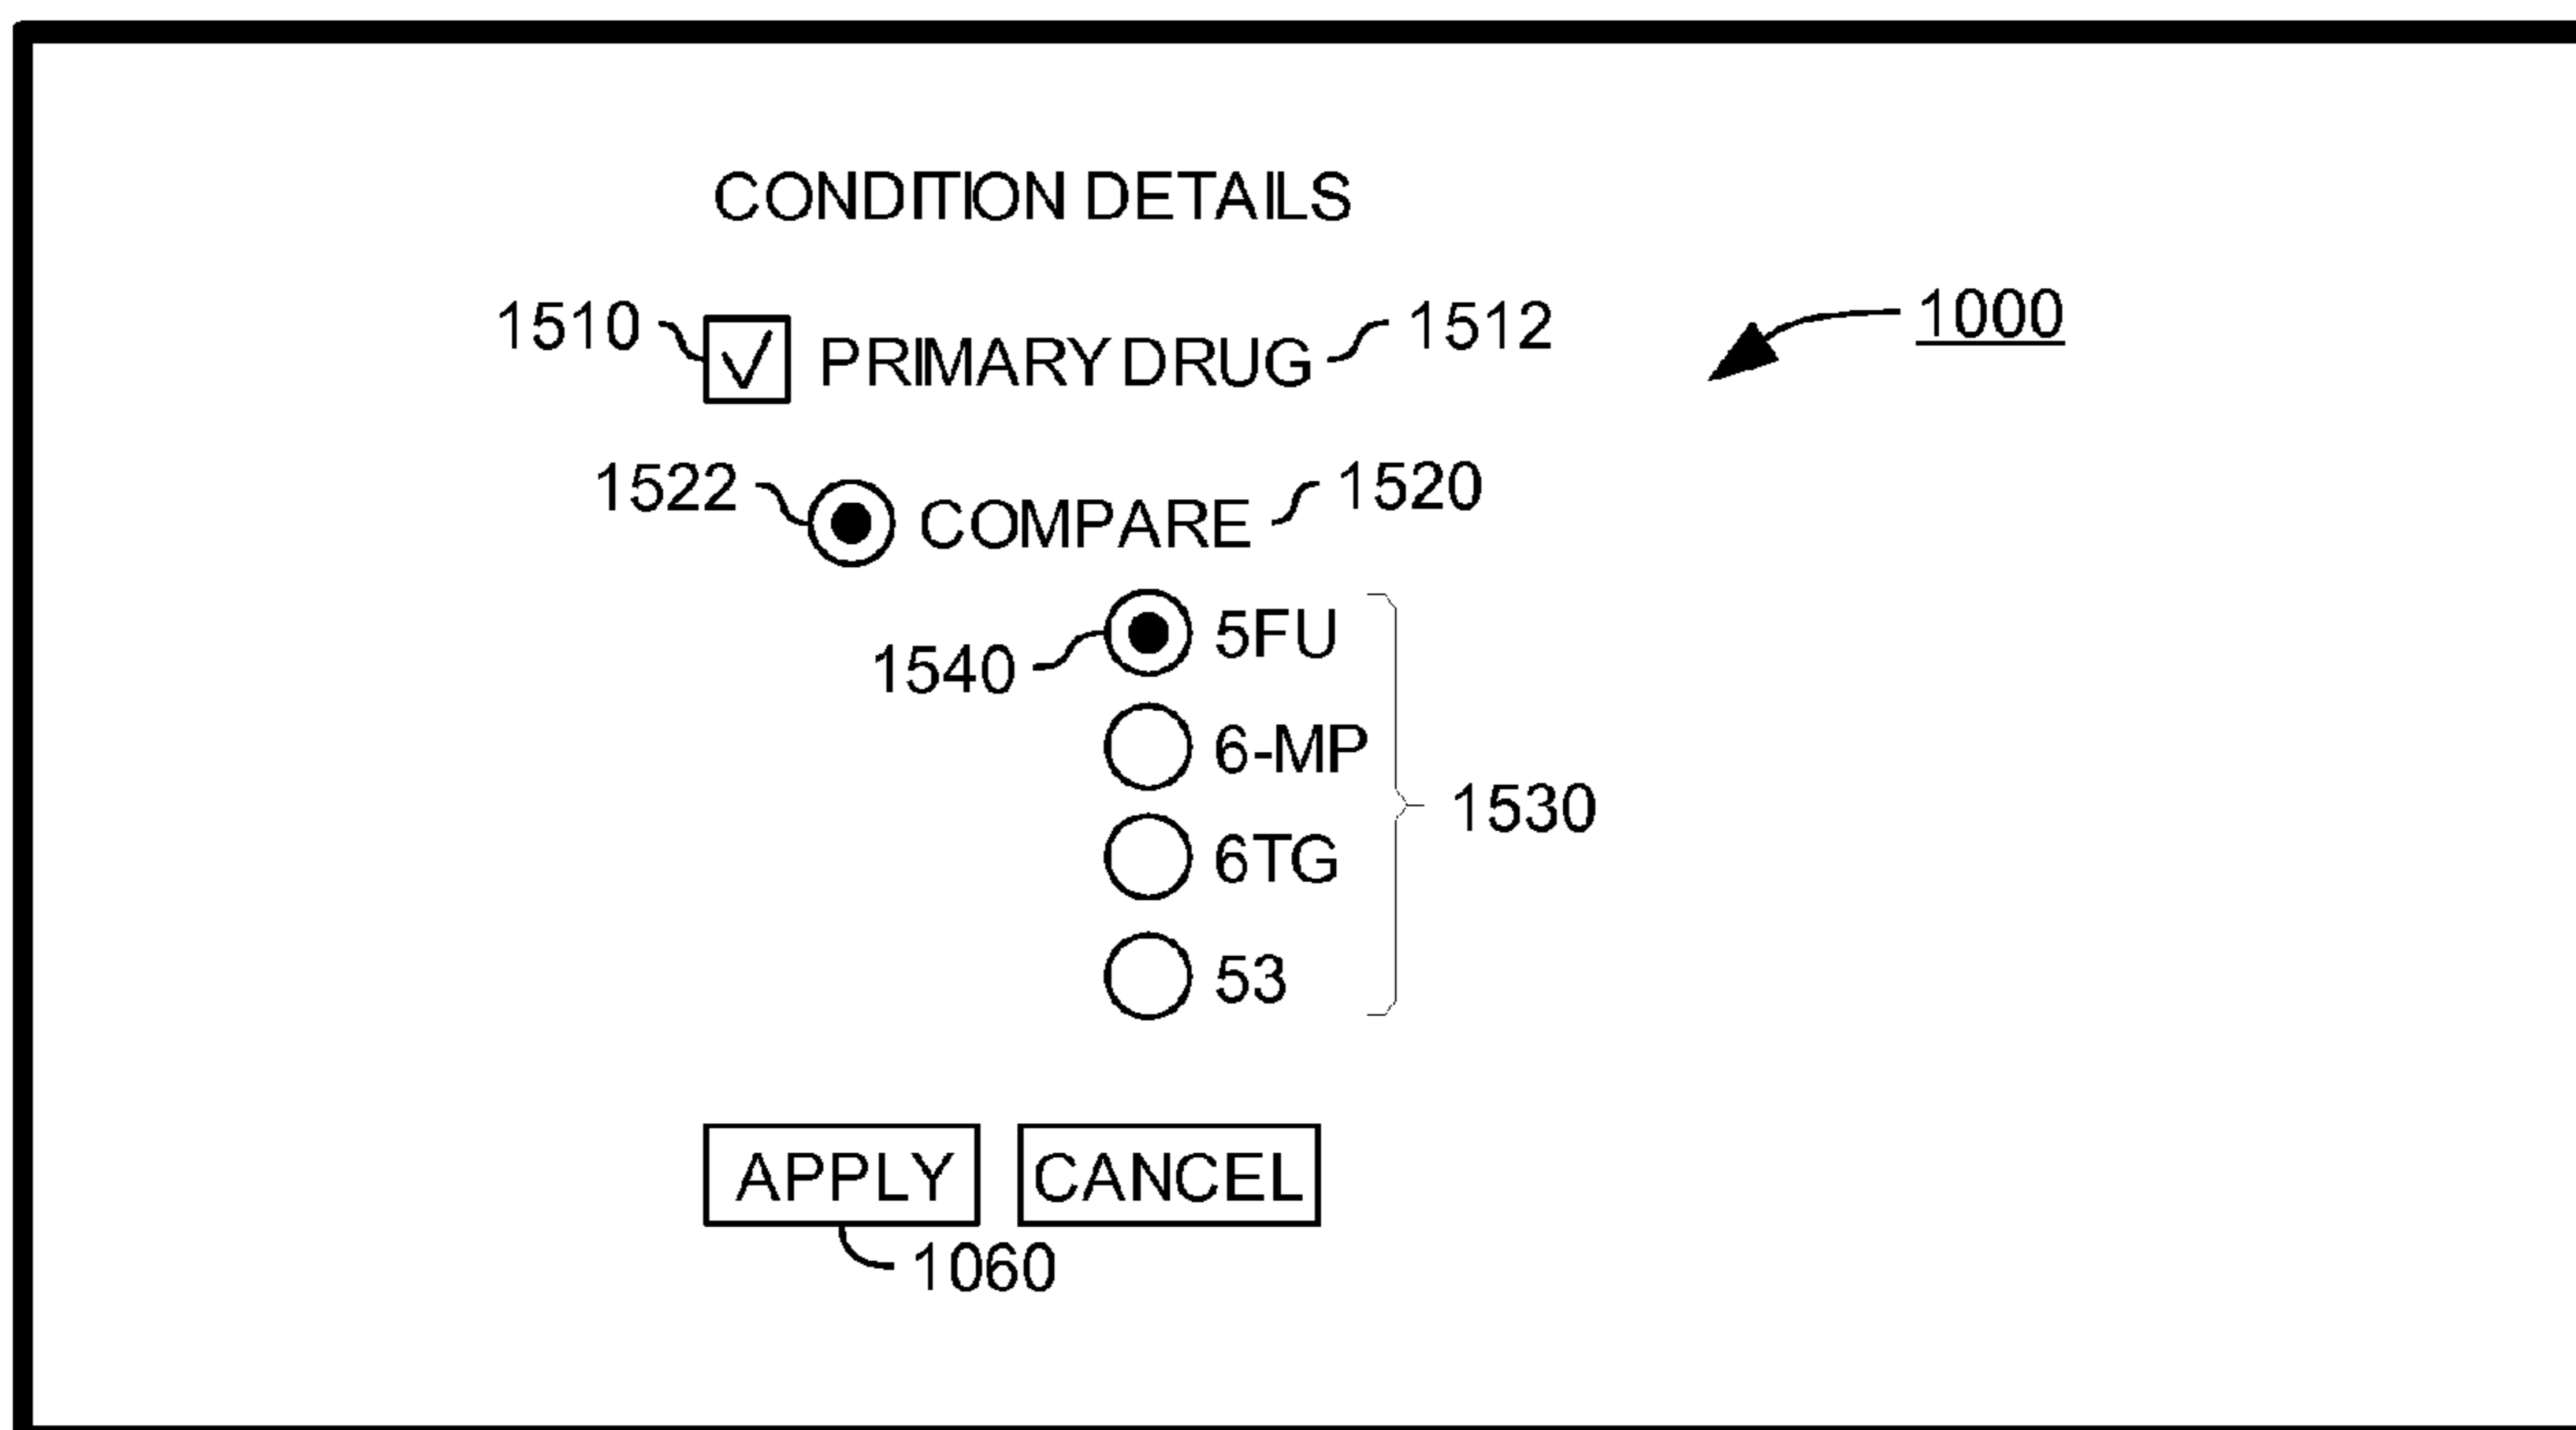 CONDITION DETAILS
1510 PRIMARY DRUG 1512
1000
1522 COMPARE 1520
1540 5FU
6-MP
1530
6TG
53
APPLY CANCEL
1060